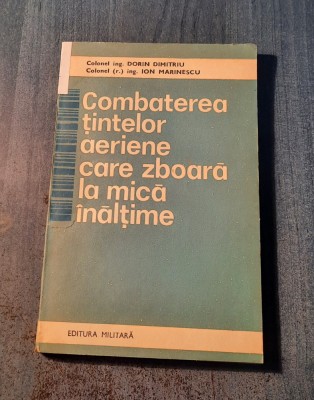 Colonel ing. DORIN DIMITRIU
Colonel (r.) ing. ION MARINESCU
Combaterea
țintelor
aeriene
care zboară
la mică
înălțime
EDITURA MILITARĂ